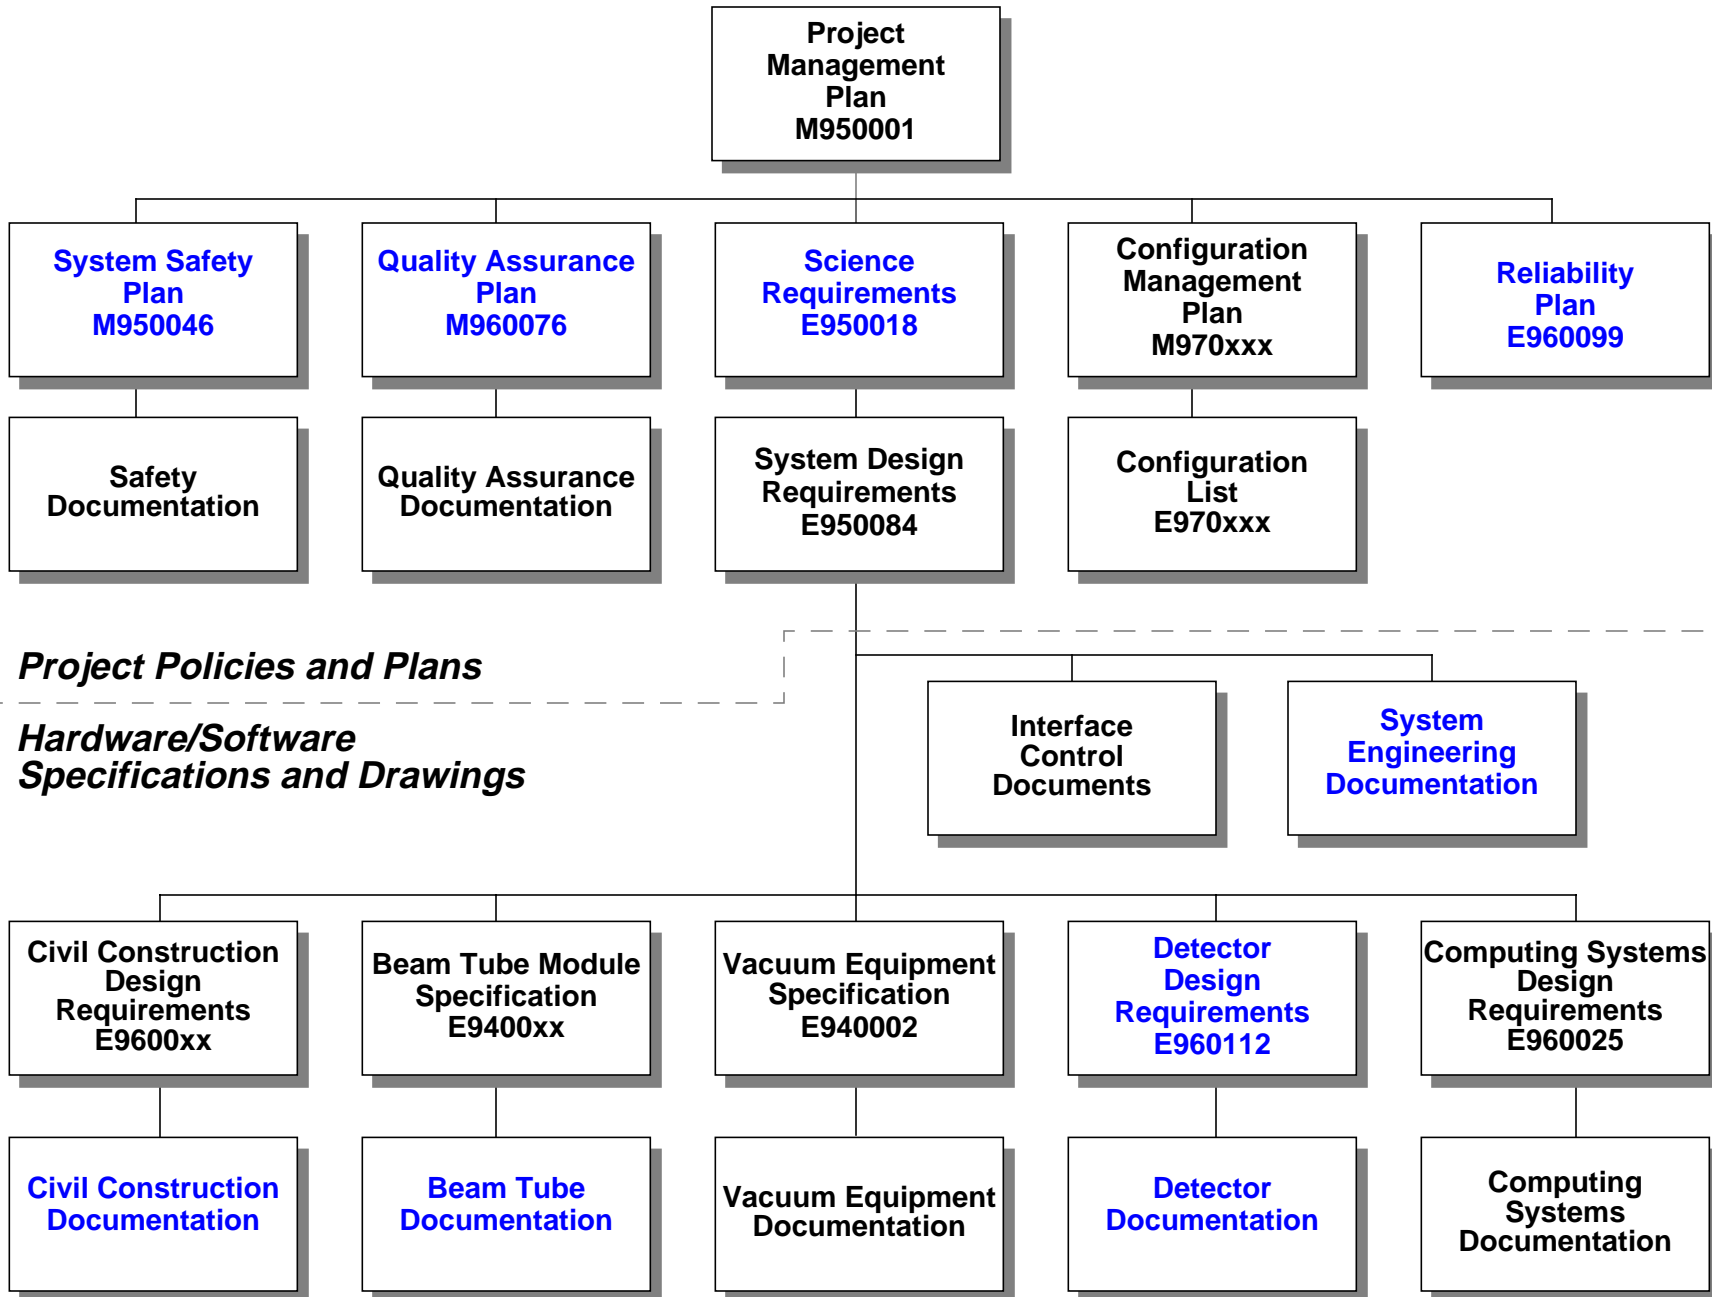 Project
Management
Plan
M950001
System Safety
Plan
M950046
Quality Assurance
Plan
M960076
Science
Requirements
E950018
Configuration
Management
Plan
M970xxx
Reliability
Plan
E960099
Safety
Documentation
Quality Assurance
Documentation
System Design
Requirements
E950084
Configuration
List
E970xxx
Project Policies and Plans
Hardware/Software
Specifications and Drawings
Interface
Control
Documents
System
Engineering
Documentation
Civil Construction
Design
Requirements
E9600xx
Beam Tube Module
Specification
E9400xx
Vacuum Equipment
Specification
E940002
Detector
Design
Requirements
E960112
Computing Systems
Design
Requirements
E960025
Civil Construction
Documentation
Beam Tube
Documentation
Vacuum Equipment
Documentation
Detector
Documentation
Computing
Systems
Documentation